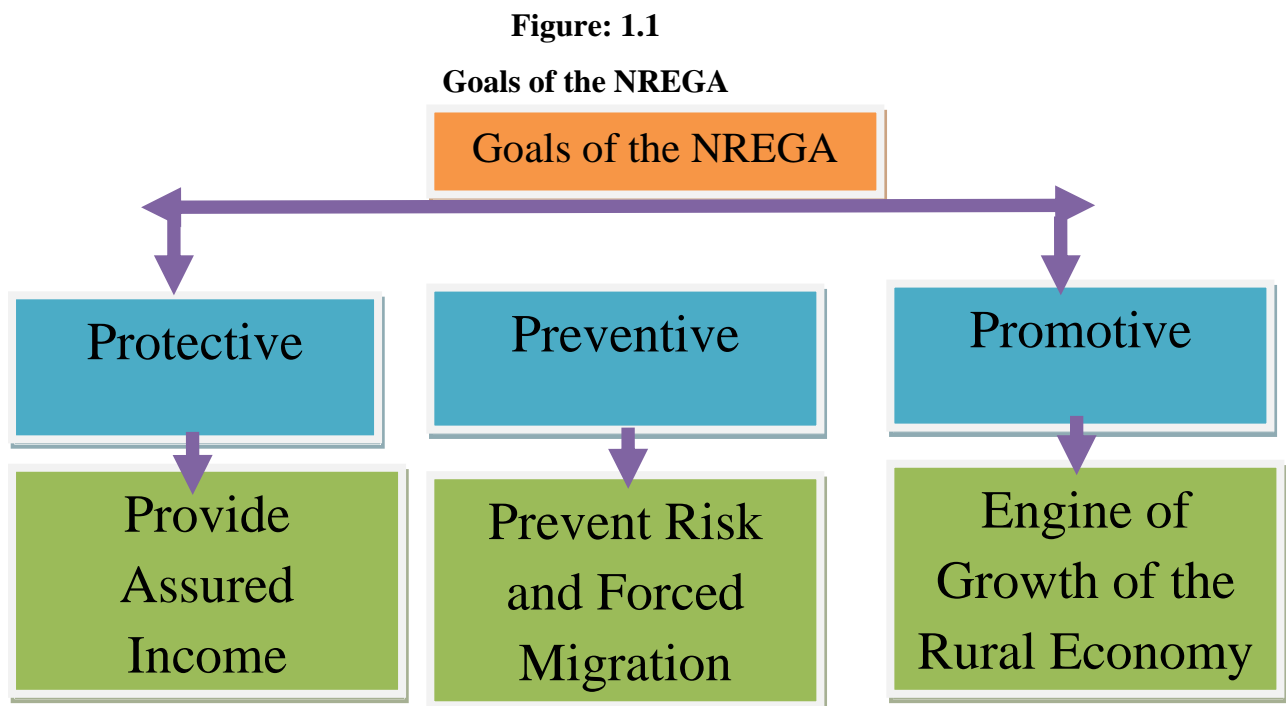 Figure: 1.1
Goals of the NREGA
Goals of the NREGA
Protective
Preventive
Promotive
Provide
Assured
Income
Prevent Risk
and Forced
Migration
Engine of
Growth of the
Rural Economy